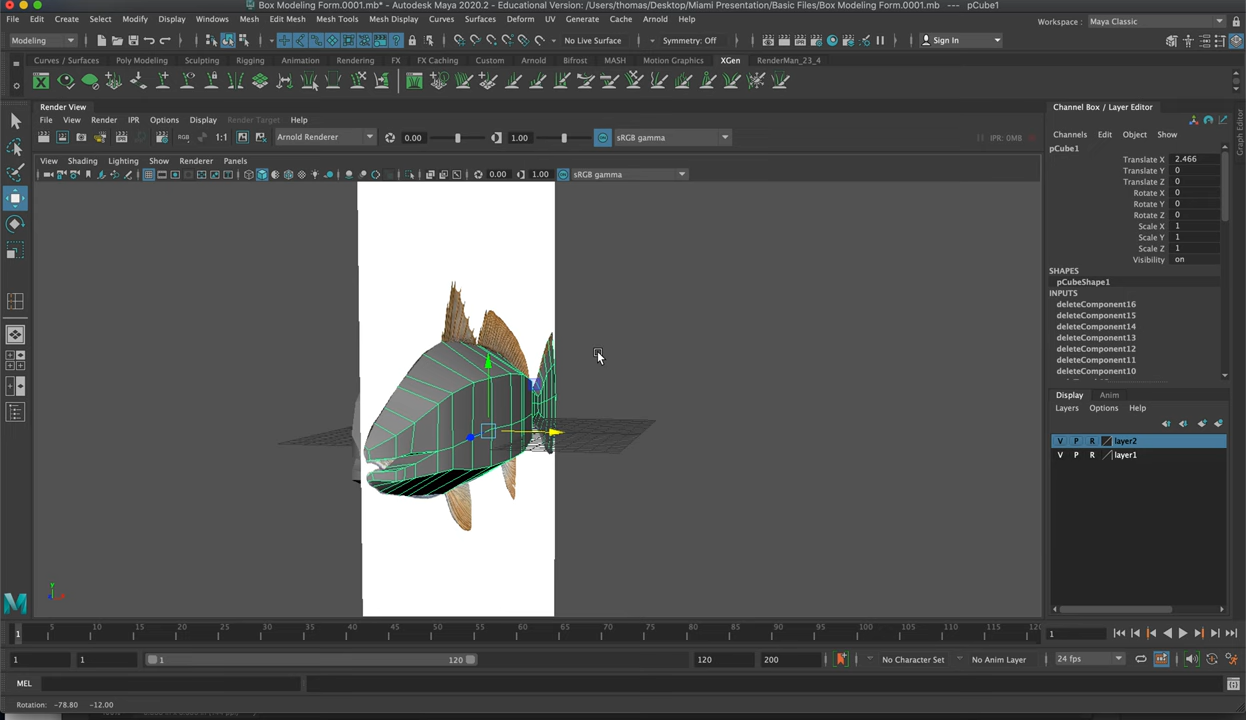 Box Modeling Form.0001.mb* - Autodesk Maya 2020.2 - Educational Version: /Users/thomas/Desktop/Miami Presentation/Basic Files/Box Modeling Form.0001.mb --- pCube1
File Edit Create Select Modify Display Windows Mesh Edit Mesh Mesh Tools Mesh Display Curves Surfaces Deform UV Generate Cache Arnold Help
Workspace : Maya Classic
Modeling No Live Surface Symmetry: Off Sign In
Curves / Surfaces Poly Modeling Sculpting Rigging Animation Rendering FX FX Caching Custom Arnold Bifrost MASH Motion Graphics XGen RenderMan_23_4
Render View
File View Render IPR Options Display Render Target Help
RGB 1:1 IPR Arnold Renderer 0.00 1.00 sRGB gamma IPR: 0MB
View Shading Lighting Show Renderer Panels
0.00 1.00 sRGB gamma
Channel Box / Layer Editor
Channels Edit Object Show
pCube1
Translate X 2.466
Translate Y 0
Translate Z 0
Rotate X 0
Rotate Y 0
Rotate Z 0
Scale X 1
Scale Y 1
Scale Z 1
Visibility on
SHAPES
pCubeShape1
INPUTS
deleteComponent16
deleteComponent15
deleteComponent14
deleteComponent13
deleteComponent12
deleteComponent11
deleteComponent10
Display Anim
Layers Options Help
V P R layer2
V P R layer1
Graph Editor
1 5 10 15 20 25 30 35 40 45 50 55 60 65 70 75 80 85 90 95 100 105 110 115 120 1
1 1 1 120 120 200 No Character Set No Anim Layer 24 fps
MEL
Rotation: -78.80 -12.00